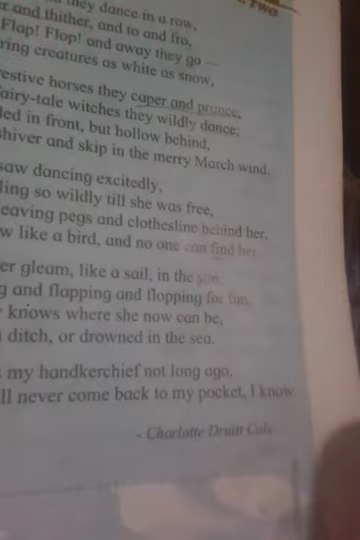 Two
they dance in a row,
and thither, and to and fro,
Flap! Flop! and away they go —
ring creatures as white as snow,
estive horses they caper and prance;
airy-tale witches they wildly dance;
led in front, but hollow behind,
shiver and skip in the merry March wind.
saw dancing excitedly,
ling so wildly till she was free,
eaving pegs and clothesline behind her,
w like a bird, and no one can find her.
er gleam, like a sail, in the sun,
g and flapping and flopping for fun.
knows where she now can be,
ditch, or drowned in the sea.
my handkerchief not long ago,
ll never come back to my pocket, I know.
- Charlotte Druitt Cole